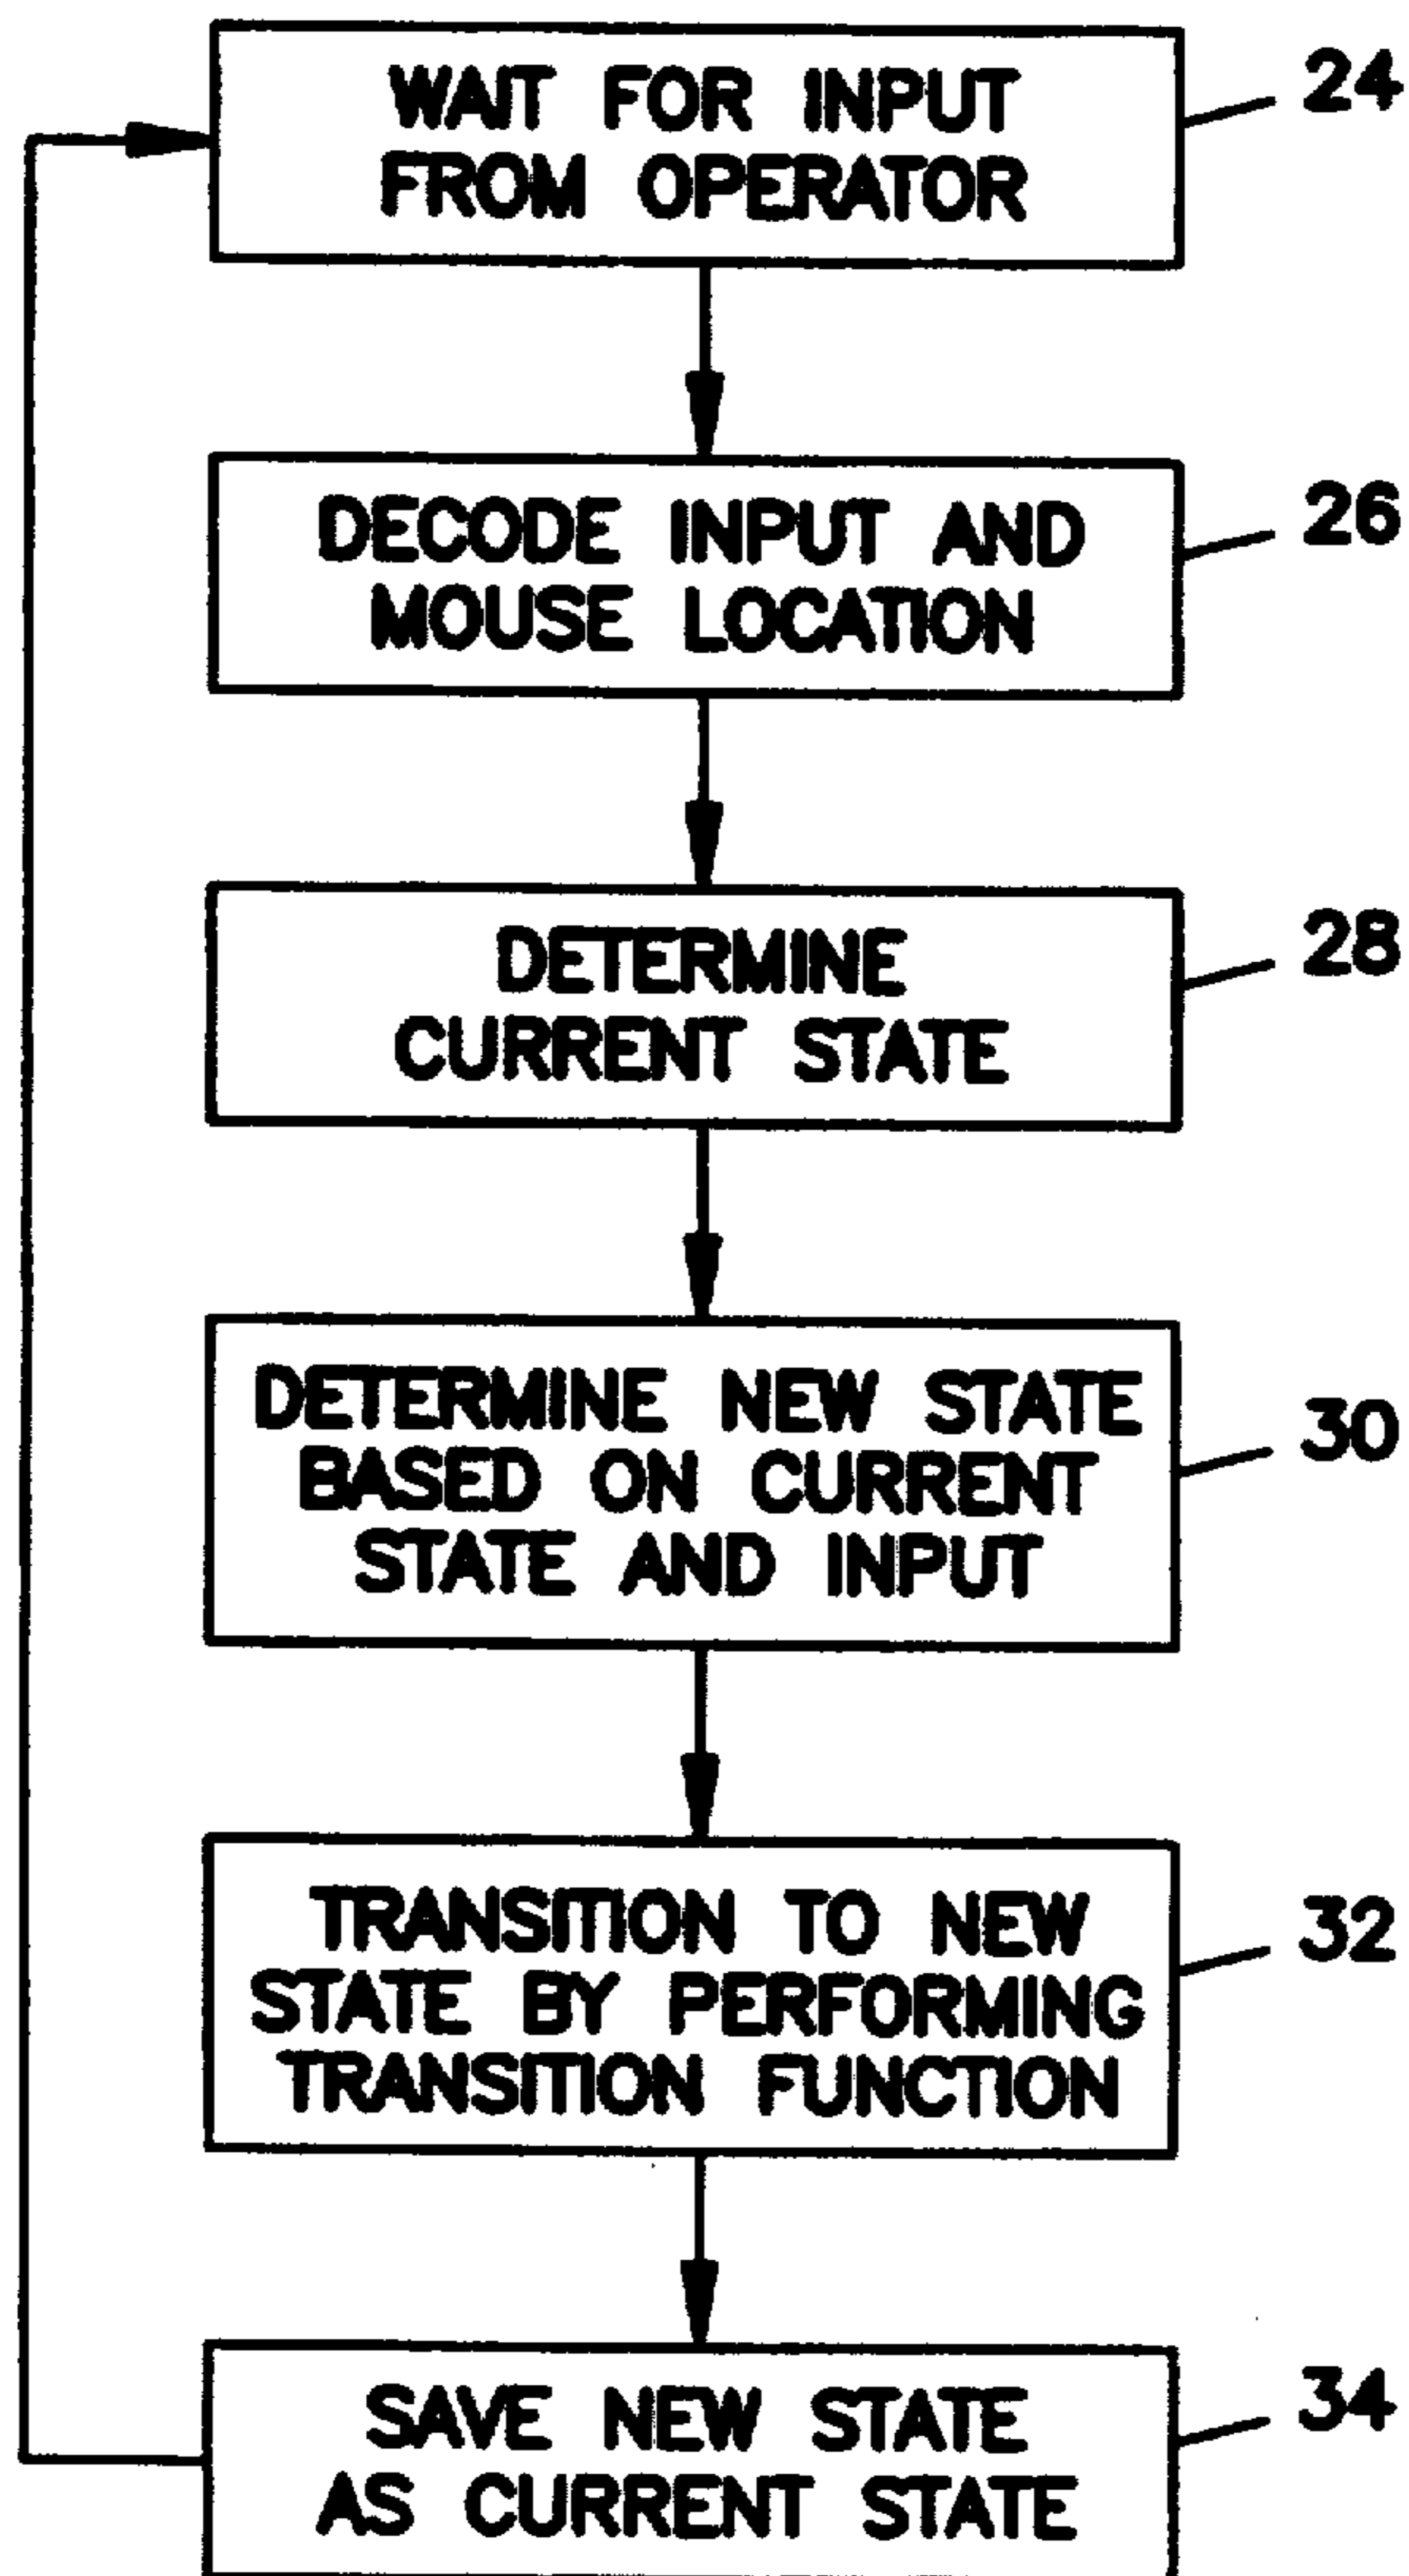 WAIT FOR INPUT
FROM OPERATOR
24
DECODE INPUT AND
MOUSE LOCATION
26
DETERMINE
CURRENT STATE
28
DETERMINE NEW STATE
BASED ON CURRENT
STATE AND INPUT
30
TRANSITION TO NEW
STATE BY PERFORMING
TRANSITION FUNCTION
32
SAVE NEW STATE
AS CURRENT STATE
34